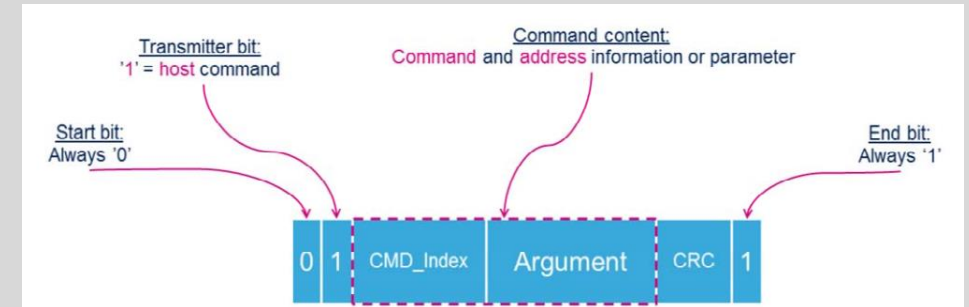 Transmitter bit:
'1' = host command
Command content:
Command and address information or parameter
Start bit:
Always '0'
End bit:
Always '1'
0 1 CMD_Index Argument CRC 1